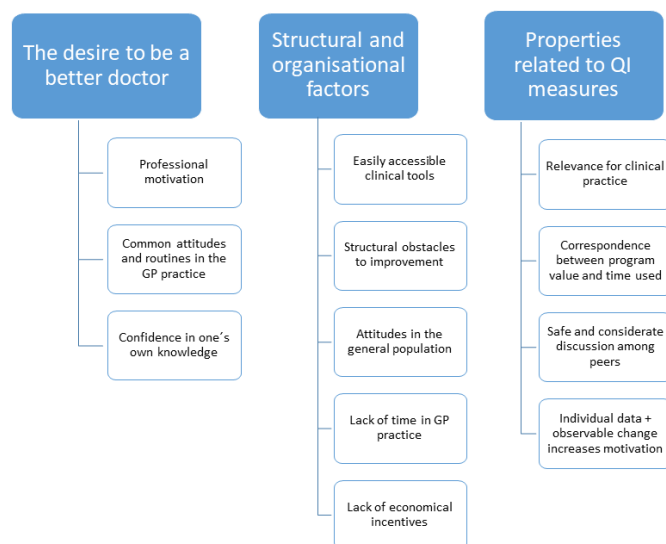 The desire to be a
better doctor
Professional
motivation
Common attitudes
and routines in the
GP practice
Confidence in one´s
own knowledge
Structural and
organisational
factors
Easily accessible
clinical tools
Structural obstacles
to improvement
Attitudes in the
general population
Lack of time in GP
practice
Lack of economical
incentives
Properties
related to QI
measures
Relevance for clinical
practice
Correspondence
between program
value and time used
Safe and considerate
discussion among
peers
Individual data +
observable change
increases motivation